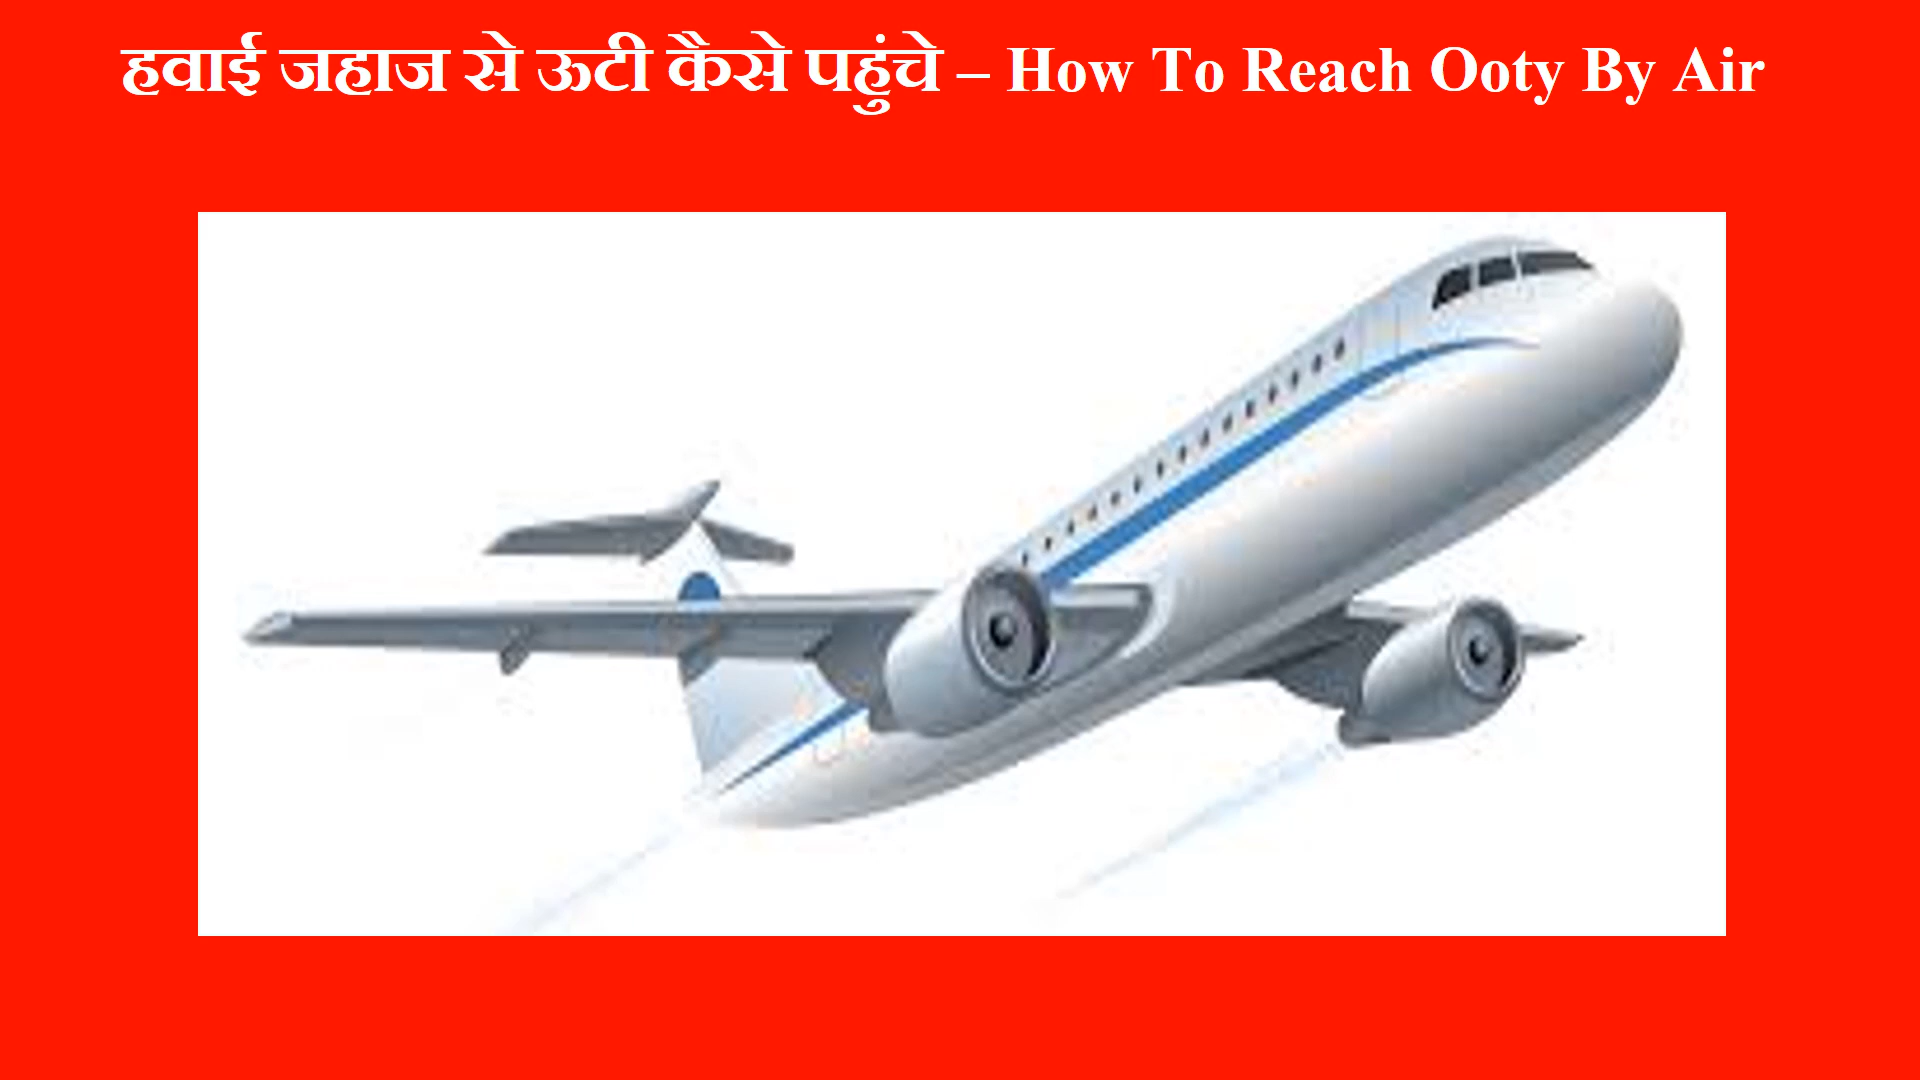 हवाई जहाज से ऊटी कैसे पहुंचे – How To Reach Ooty By Air